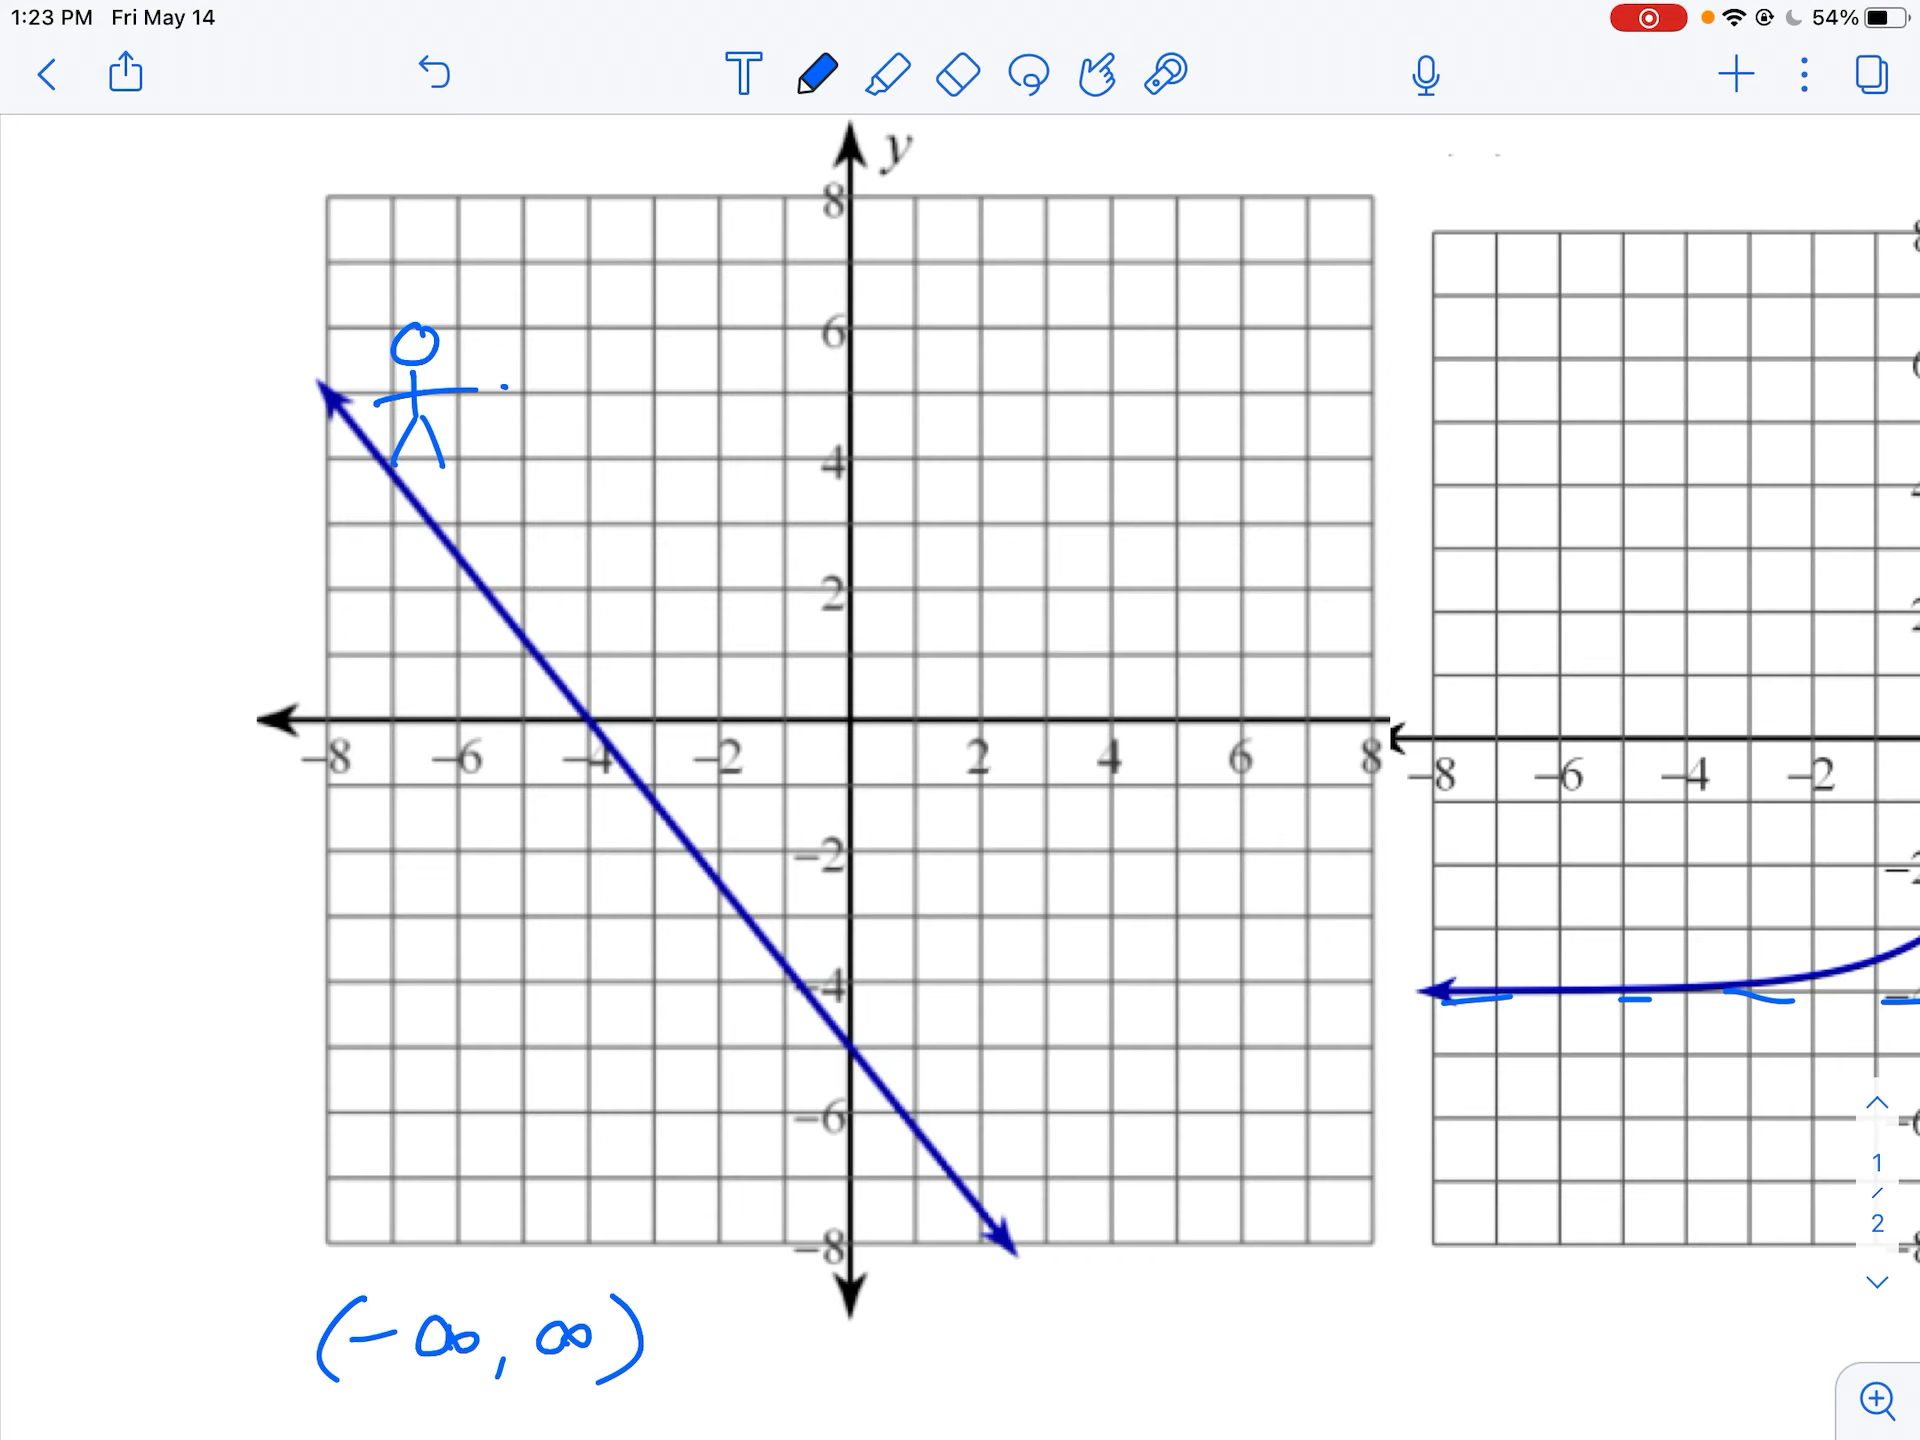 1:23 PM Fri May 14
54%
T
y
8
6
4
2
–8 –6 –4 –2 2 4 6 8
–2
–4
–6
–8
–8 –6 –4 –2
1
/
2
(-∞, ∞)